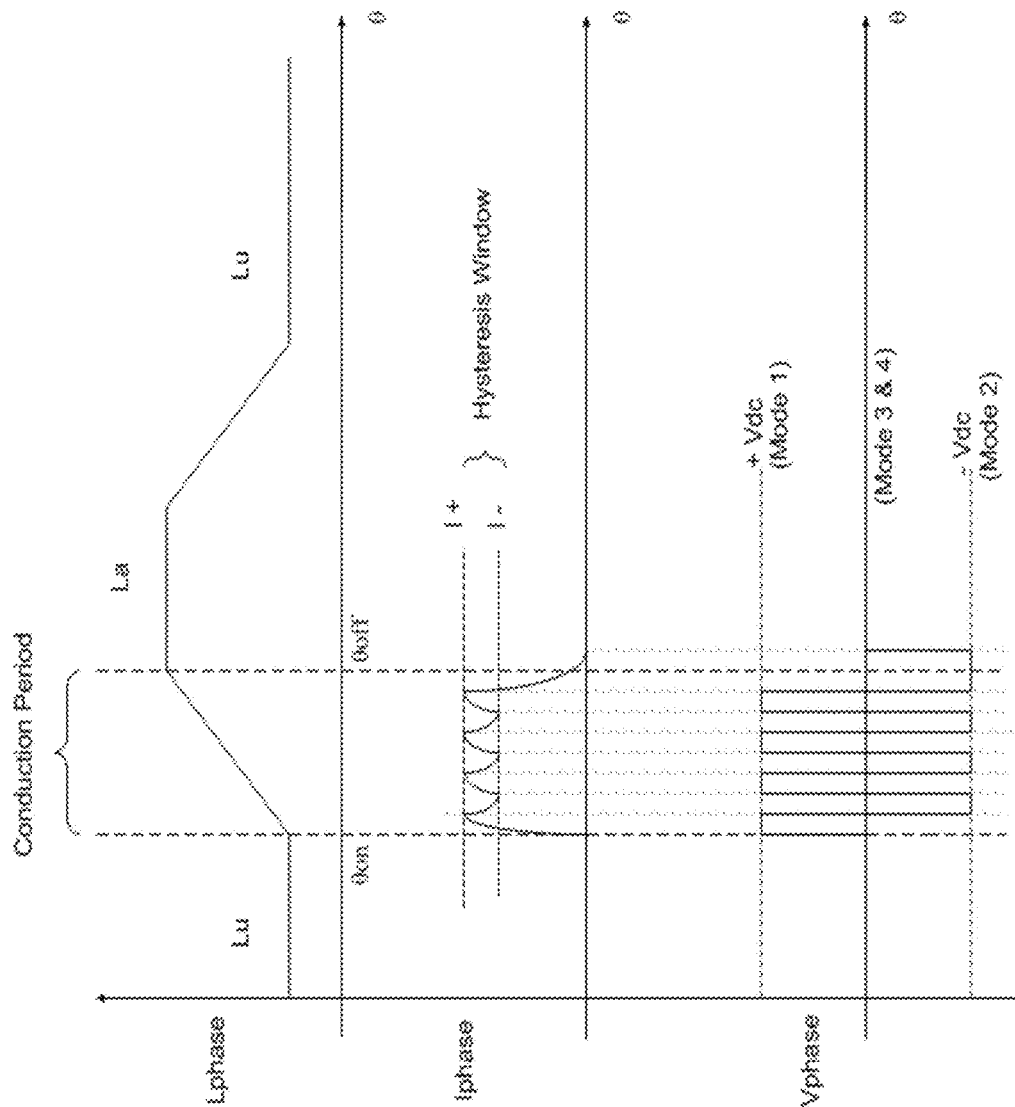 Conduction Period
La
Lu
Lu
Lphase
θon
θoff
θ
I+
I-
Hysteresis Window
Iphase
θ
+ Vdc
(Mode 1)
(Mode 3 & 4)
- Vdc
(Mode 2)
Vphase
θ